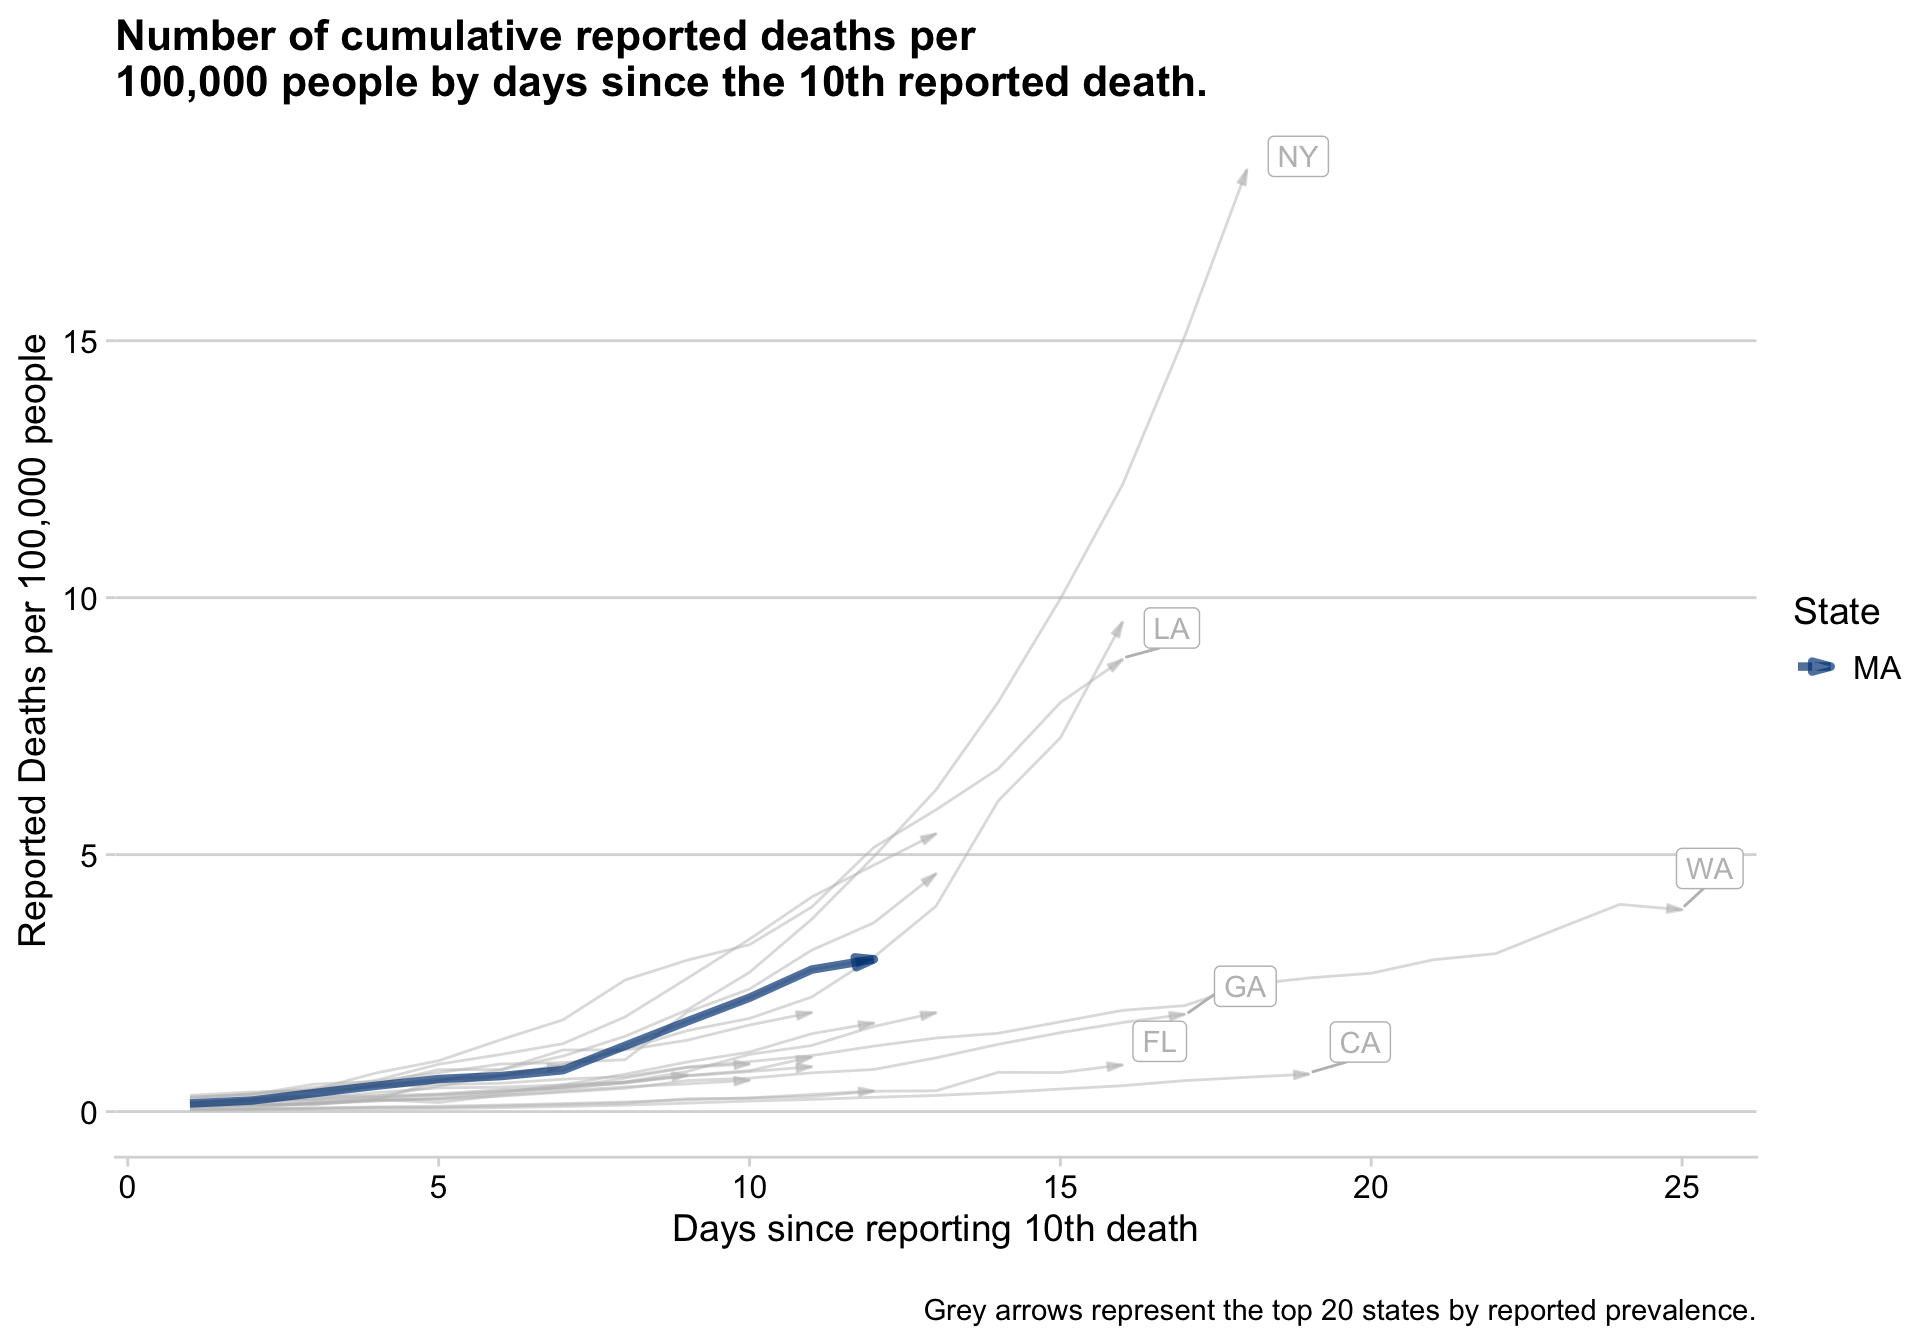 Number of cumulative reported deaths per
100,000 people by days since the 10th reported death.
Reported Deaths per 100,000 people
15
10
5
0
NY
LA
WA
GA
FL
CA
State
MA
0 5 10 15 20 25
Days since reporting 10th death
Grey arrows represent the top 20 states by reported prevalence.